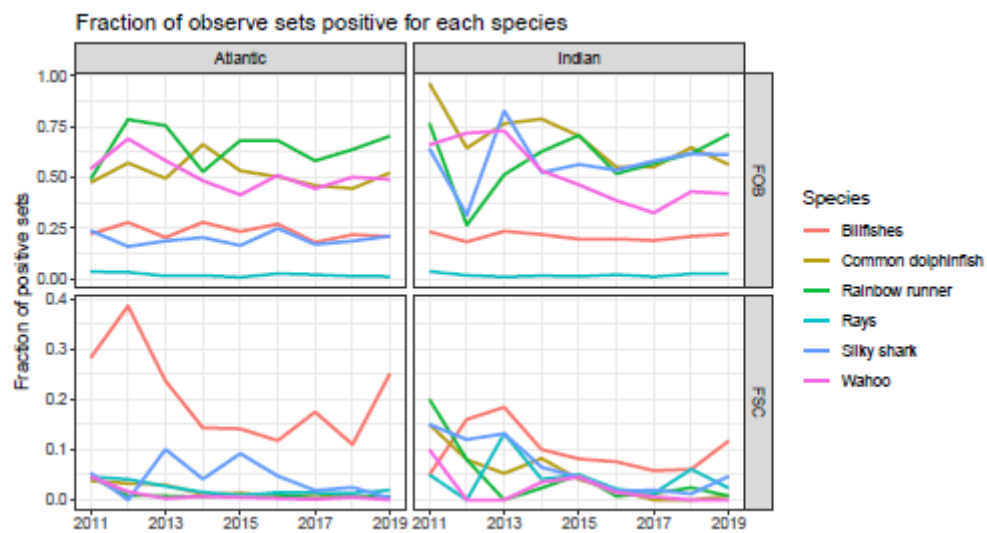 Fraction of observe sets positive for each species
Atlantic
Indian
1.00
0.75
0.50
0.25
0.00
FOB
0.4
0.3
0.2
0.1
0.0
FSC
Fraction of positive sets
2011
2013
2015
2017
2019
2011
2013
2015
2017
2019
Species
Billfishes
Common dolphinfish
Rainbow runner
Rays
Silky shark
Wahoo